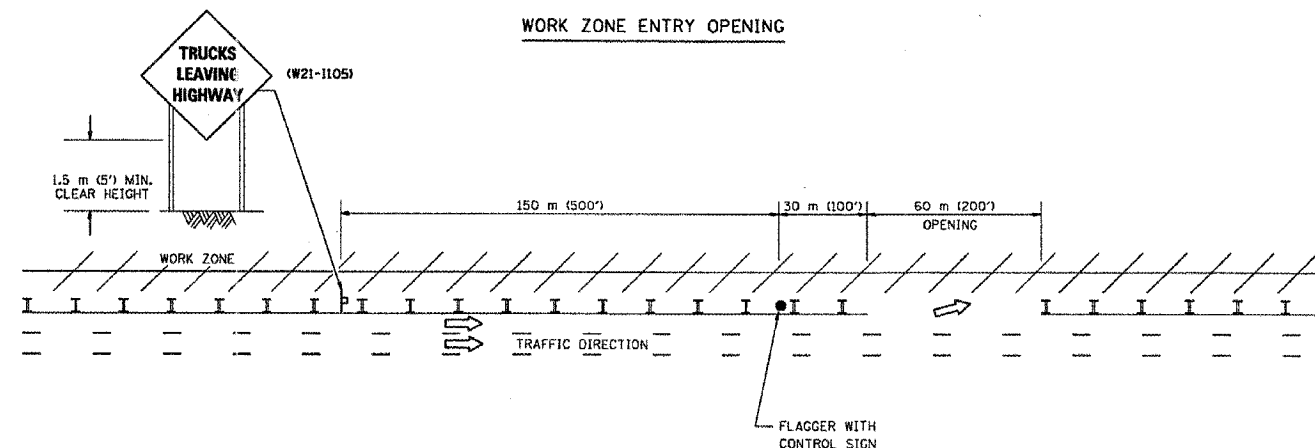 WORK ZONE ENTRY OPENING
TRUCKS
LEAVING
HIGHWAY
(W21-I105)
1.5 m (5') MIN.
CLEAR HEIGHT
150 m (500')
30 m (100')
60 m (200')
OPENING
WORK ZONE
TRAFFIC DIRECTION
FLAGGER WITH
CONTROL SIGN